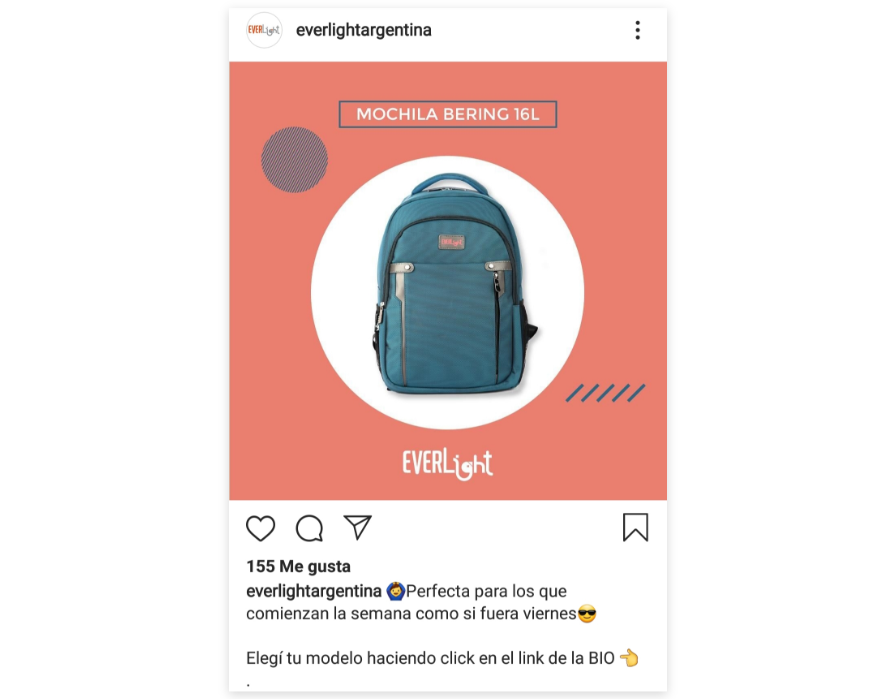 EVERLight
everlightargentina
MOCHILA BERING 16L
EVERLight
EVERLight
155 Me gusta
everlightargentina 🙆‍♂️Perfecta para los que
comienzan la semana como si fuera viernes😎
Elegí tu modelo haciendo click en el link de la BIO 👈
.